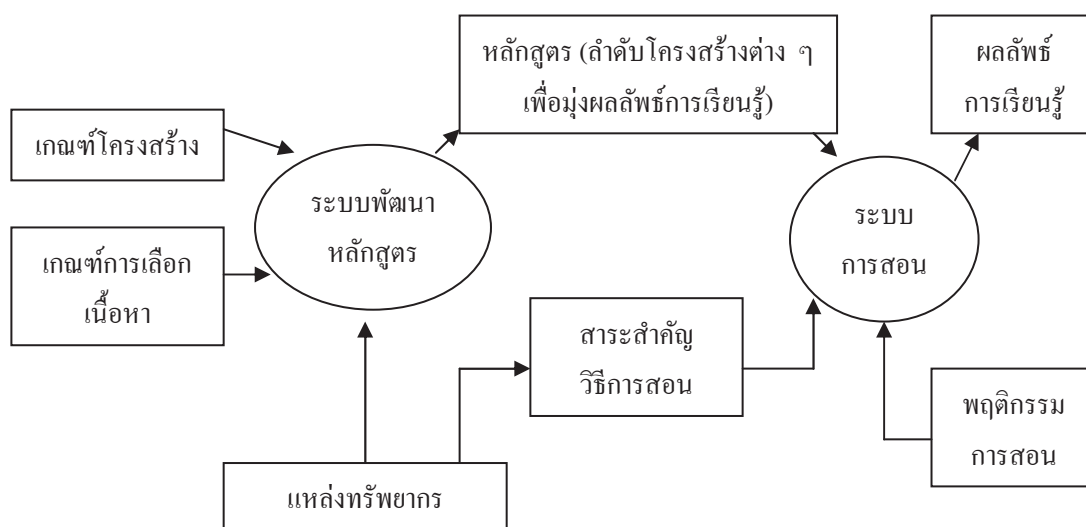 หลักสูตร (ลำดับโครงสร้างต่าง ๆ
เพื่อมุ่งผลลัพธ์การเรียนรู้)
ผลลัพธ์
การเรียนรู้
เกณฑ์โครงสร้าง
ระบบพัฒนา
หลักสูตร
ระบบ
การสอน
เกณฑ์การเลือก
เนื้อหา
สาระสำคัญ
วิธีการสอน
พฤติกรรม
การสอน
แหล่งทรัพยากร